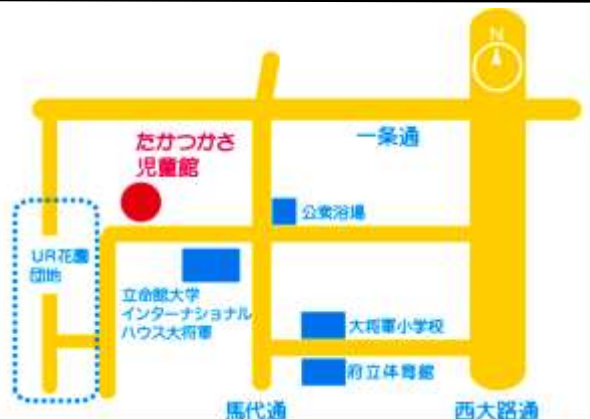 N
一条通
たかつかさ
児童館
公衆浴場
UR花園
団地
立命館大学
インターナショナル
ハウス大将軍
大将軍小学校
府立体育館
馬代通
西大路通